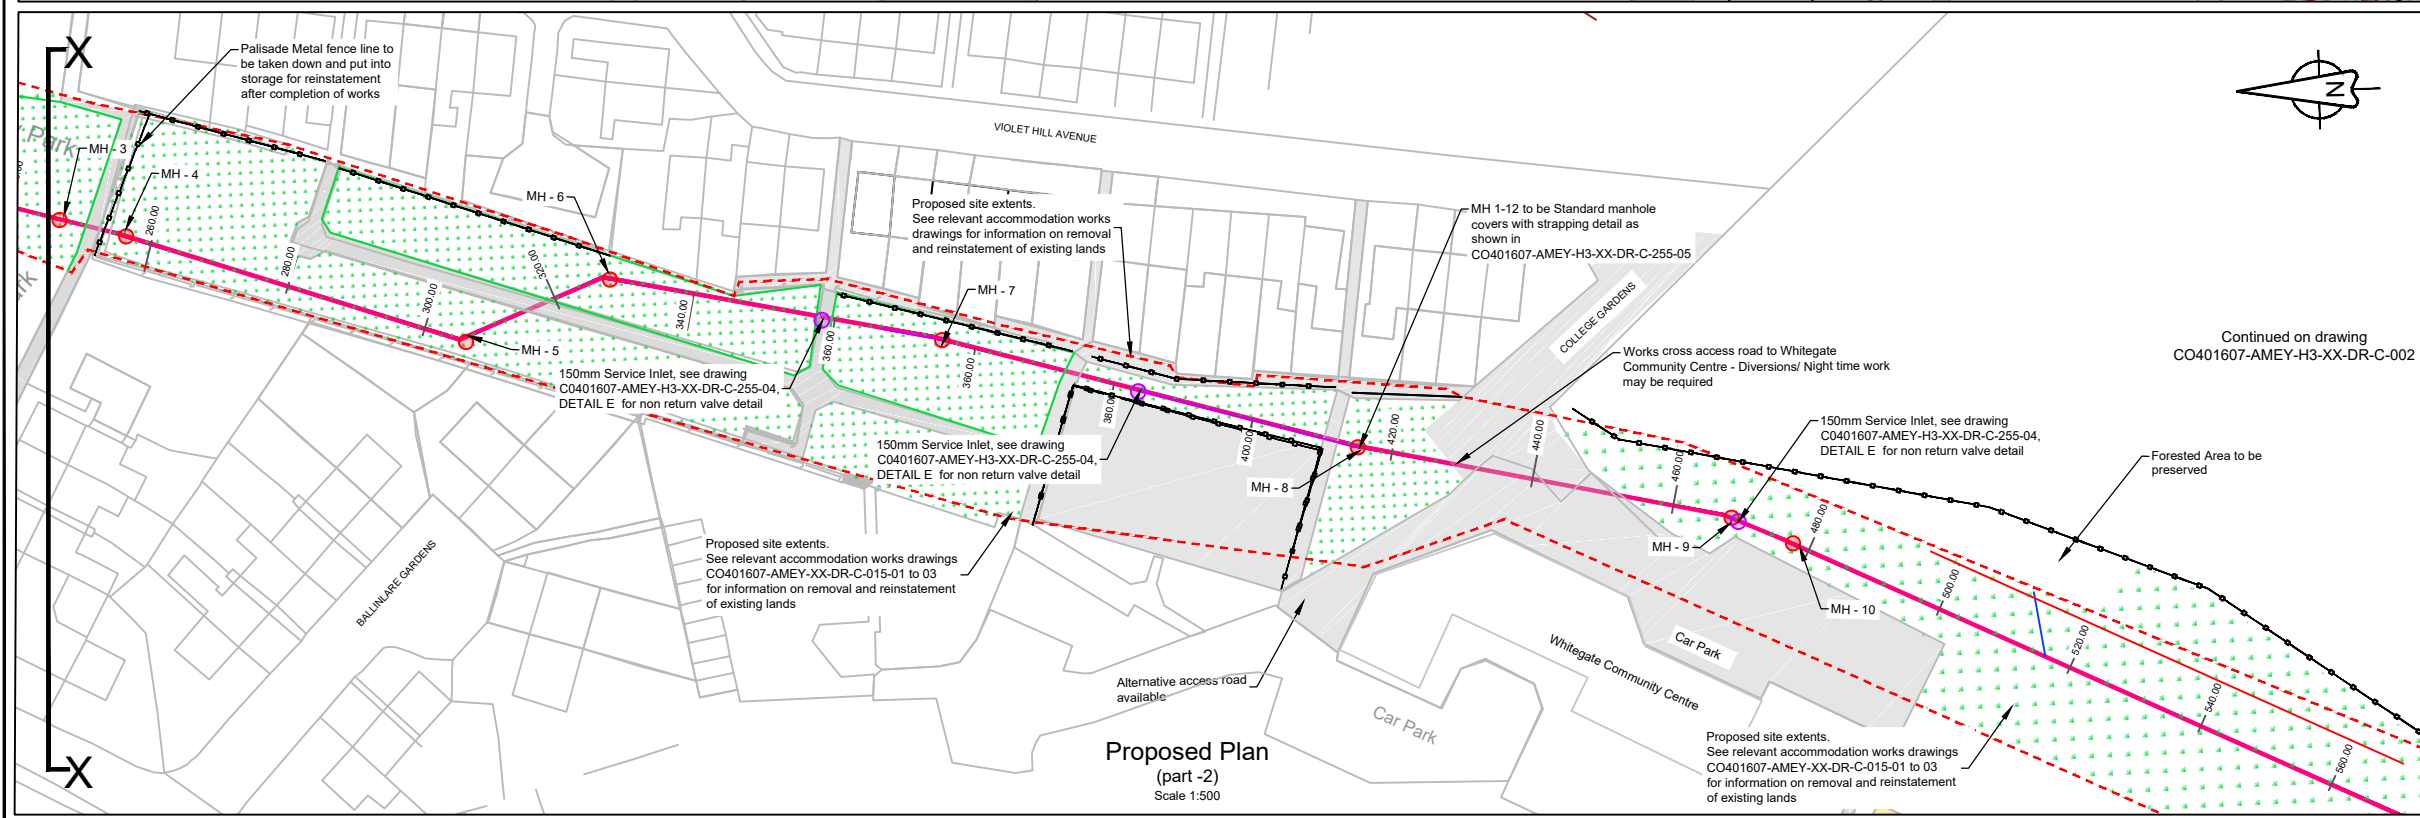 X
Palisade Metal fence line to
be taken down and put into
storage for reinstatement
after completion of works
Park
MH - 3
MH - 4
260.00
280.00
300.00
320.00
MH - 5
MH - 6
340.00
VIOLET HILL AVENUE
Proposed site extents.
See relevant accommodation works
drawings for information on removal
and reinstatement of existing lands
MH - 7
360.00
360.00
150mm Service Inlet, see drawing
C0401607-AMEY-H3-XX-DR-C-255-04,
DETAIL E for non return valve detail
380.00
150mm Service Inlet, see drawing
C0401607-AMEY-H3-XX-DR-C-255-04,
DETAIL E for non return valve detail
400.00
MH 1-12 to be Standard manhole
covers with strapping detail as
shown in
CO401607-AMEY-H3-XX-DR-C-255-05
MH - 8
420.00
COLLEGE GARDENS
440.00
Works cross access road to Whitegate
Community Centre - Diversions/ Night time work
may be required
460.00
150mm Service Inlet, see drawing
C0401607-AMEY-H3-XX-DR-C-255-04,
DETAIL E for non return valve detail
N
Continued on drawing
CO401607-AMEY-H3-XX-DR-C-002
Forested Area to be
preserved
MH - 9
480.00
MH - 10
500.00
520.00
540.00
560.00
BALLINLARE GARDENS
Proposed site extents.
See relevant accommodation works drawings
CO401607-AMEY-XX-DR-C-015-01 to 03
for information on removal and reinstatement
of existing lands
Alternative access road
available
Car Park
Whitegate Community Centre
Car Park
Proposed site extents.
See relevant accommodation works drawings
CO401607-AMEY-XX-DR-C-015-01 to 03
for information on removal and reinstatement
of existing lands
X
Proposed Plan
(part -2)
Scale 1:500